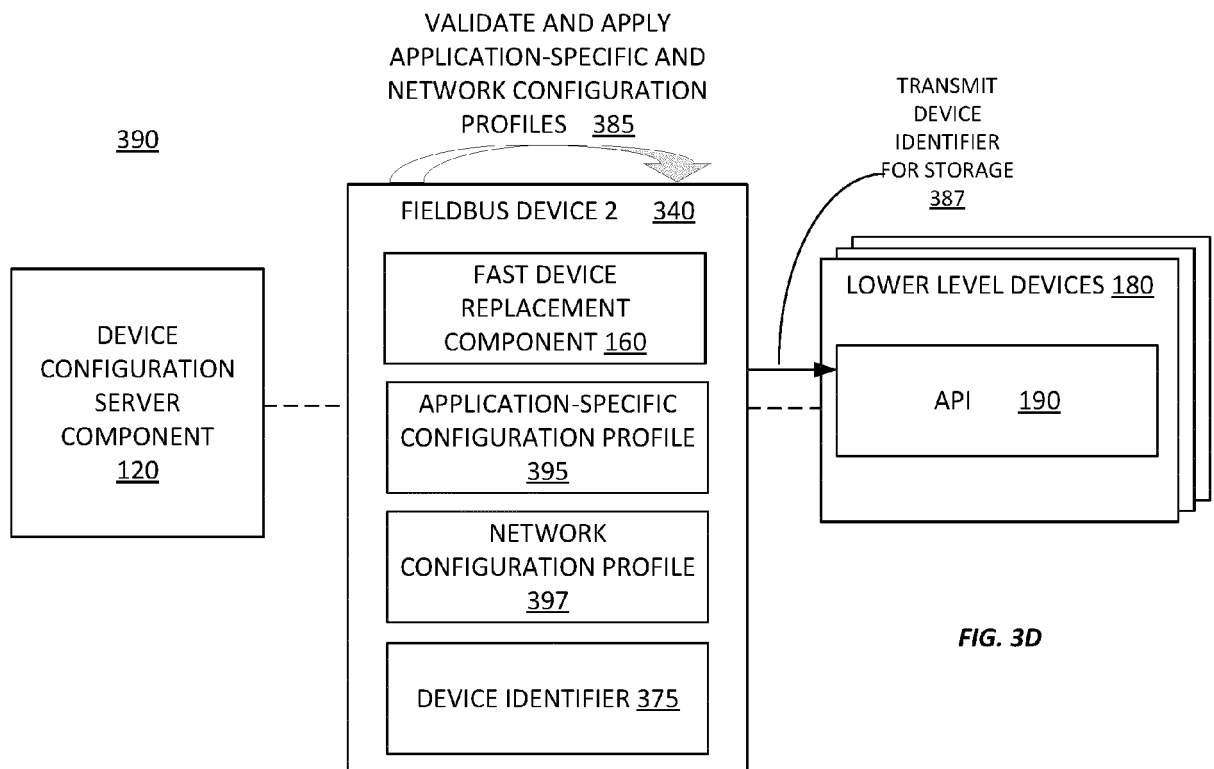 VALIDATE AND APPLY
APPLICATION-SPECIFIC AND
NETWORK CONFIGURATION
PROFILES 385
390
TRANSMIT
DEVICE
IDENTIFIER
FOR STORAGE
387
FIELDBUS DEVICE 2 340
FAST DEVICE
REPLACEMENT
COMPONENT 160
APPLICATION-SPECIFIC
CONFIGURATION PROFILE
395
NETWORK
CONFIGURATION PROFILE
397
DEVICE IDENTIFIER 375
DEVICE
CONFIGURATION
SERVER
COMPONENT
120
LOWER LEVEL DEVICES 180
API 190
FIG. 3D